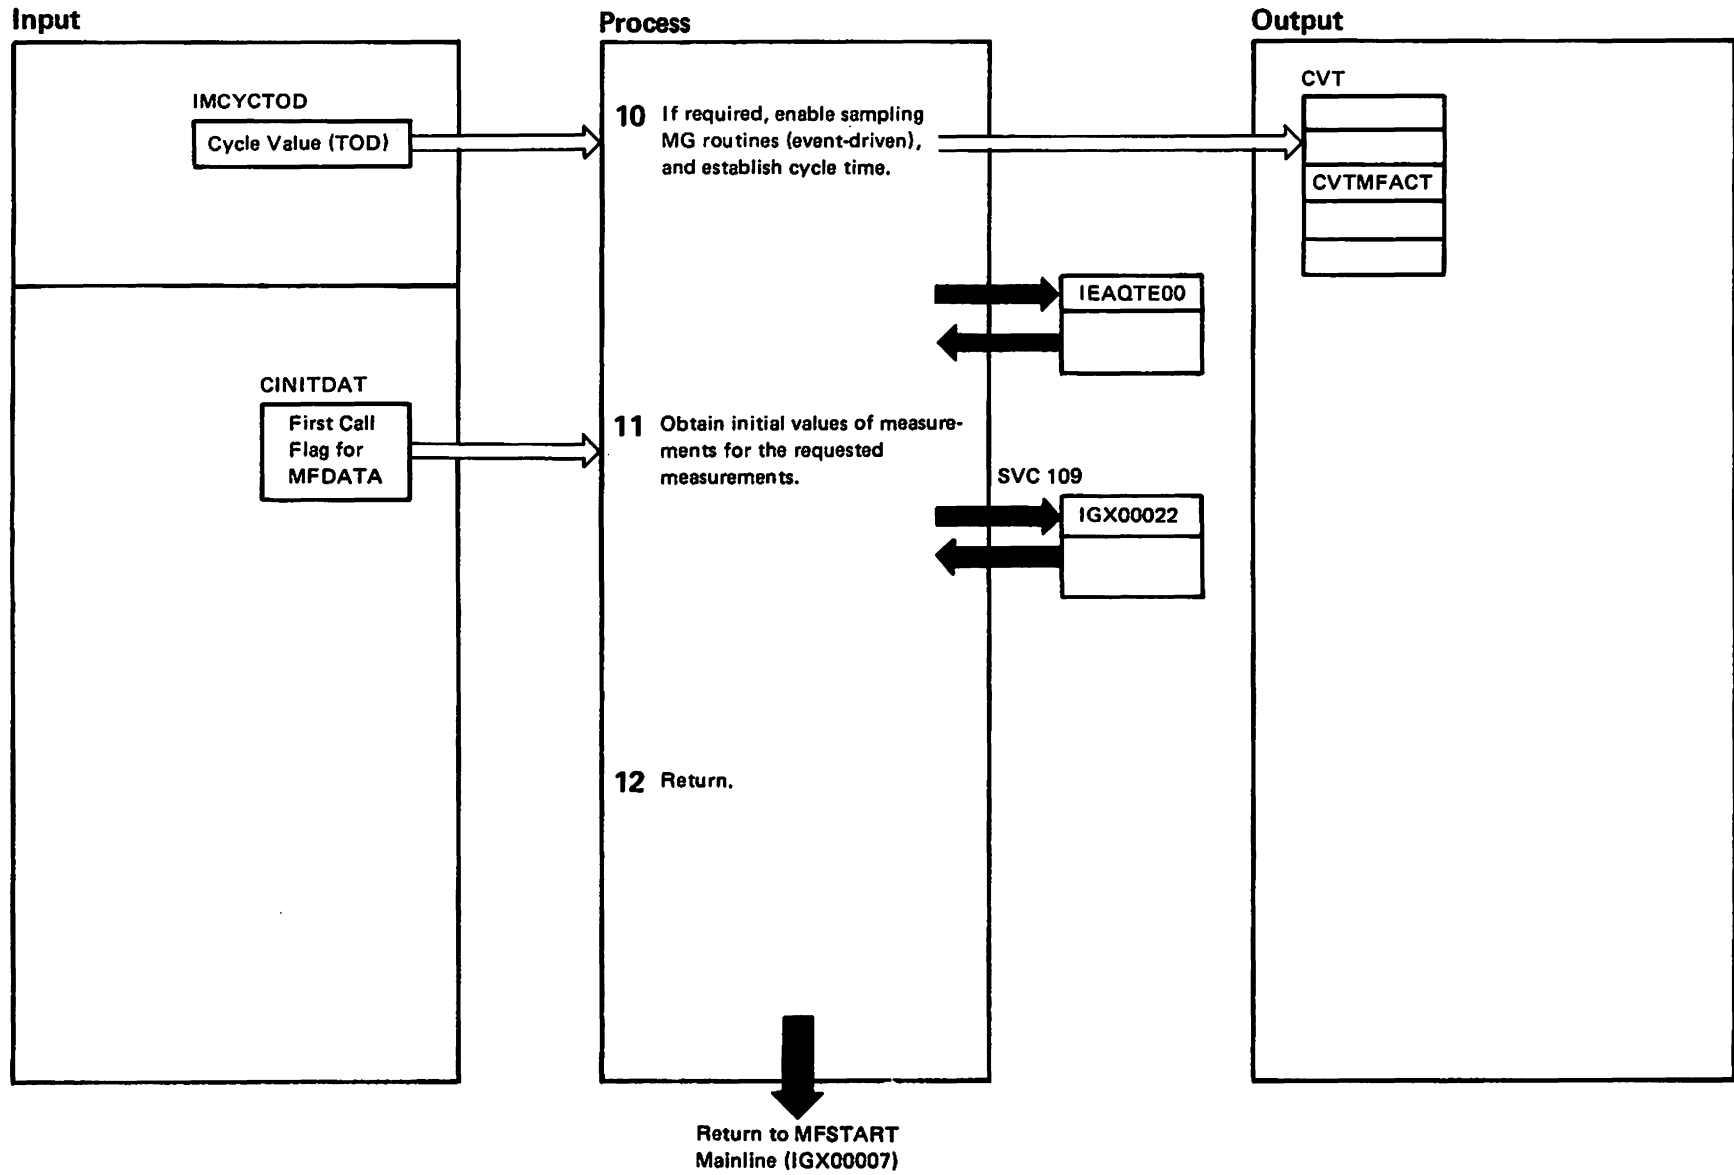 Input
Process
Output
IMCYCTOD
Cycle Value (TOD)
10 If required, enable sampling
MG routines (event-driven),
and establish cycle time.
CVT
CVTMFACT
IEAQTE00
CINITDAT
First Call
Flag for
MFDATA
11 Obtain initial values of measure-
ments for the requested
measurements.
SVC 109
IGX00022
12 Return.
Return to MFSTART
Mainline (IGX00007)